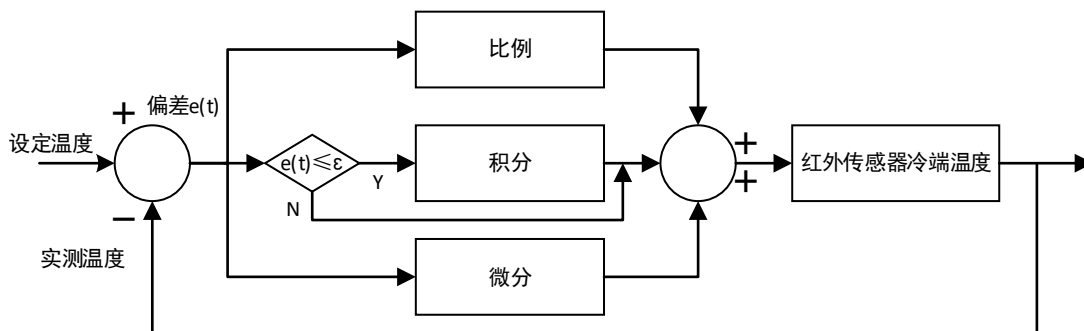 比例
+
偏差e(t)
设定温度
e(t)≤ε
Y
积分
+
+
红外传感器冷端温度
N
−
实测温度
微分